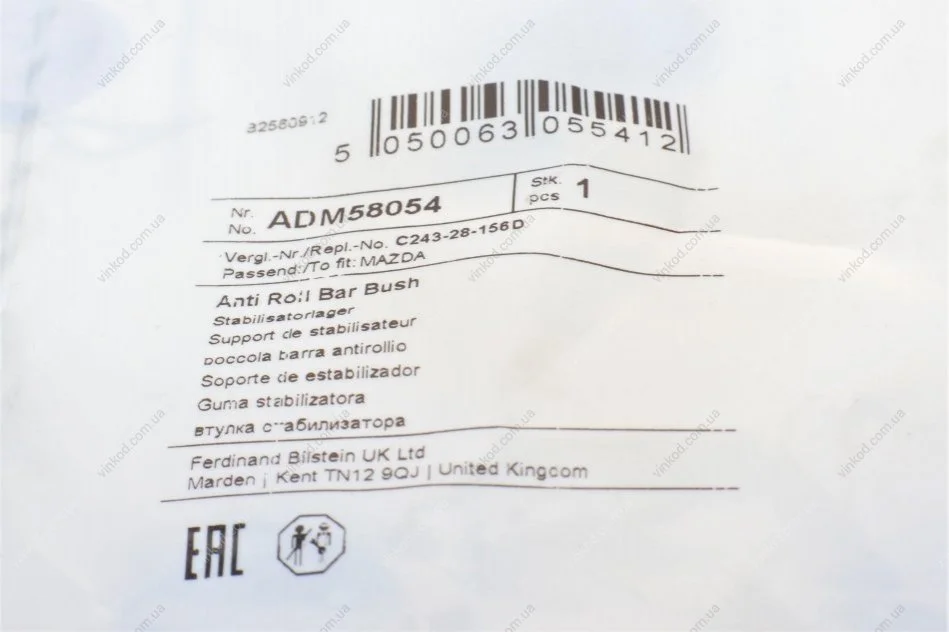 32580912
5 050063 055412
Nr.
No. ADM58054
Stk.
pcs 1
Vergl.-Nr./Repl.-No. C243-28-156D
Passend:/To fit: MAZDA
Anti Roll Bar Bush
Stabilisatorlager
Support de stabilisateur
boccola barra antirollio
Soporte de estabilizador
Guma stabilizatora
втулка стабилизатора
Ferdinand Bilstein UK Ltd
Marden | Kent TN12 9QJ | United Kingdom
EAC
vinkod.com.ua